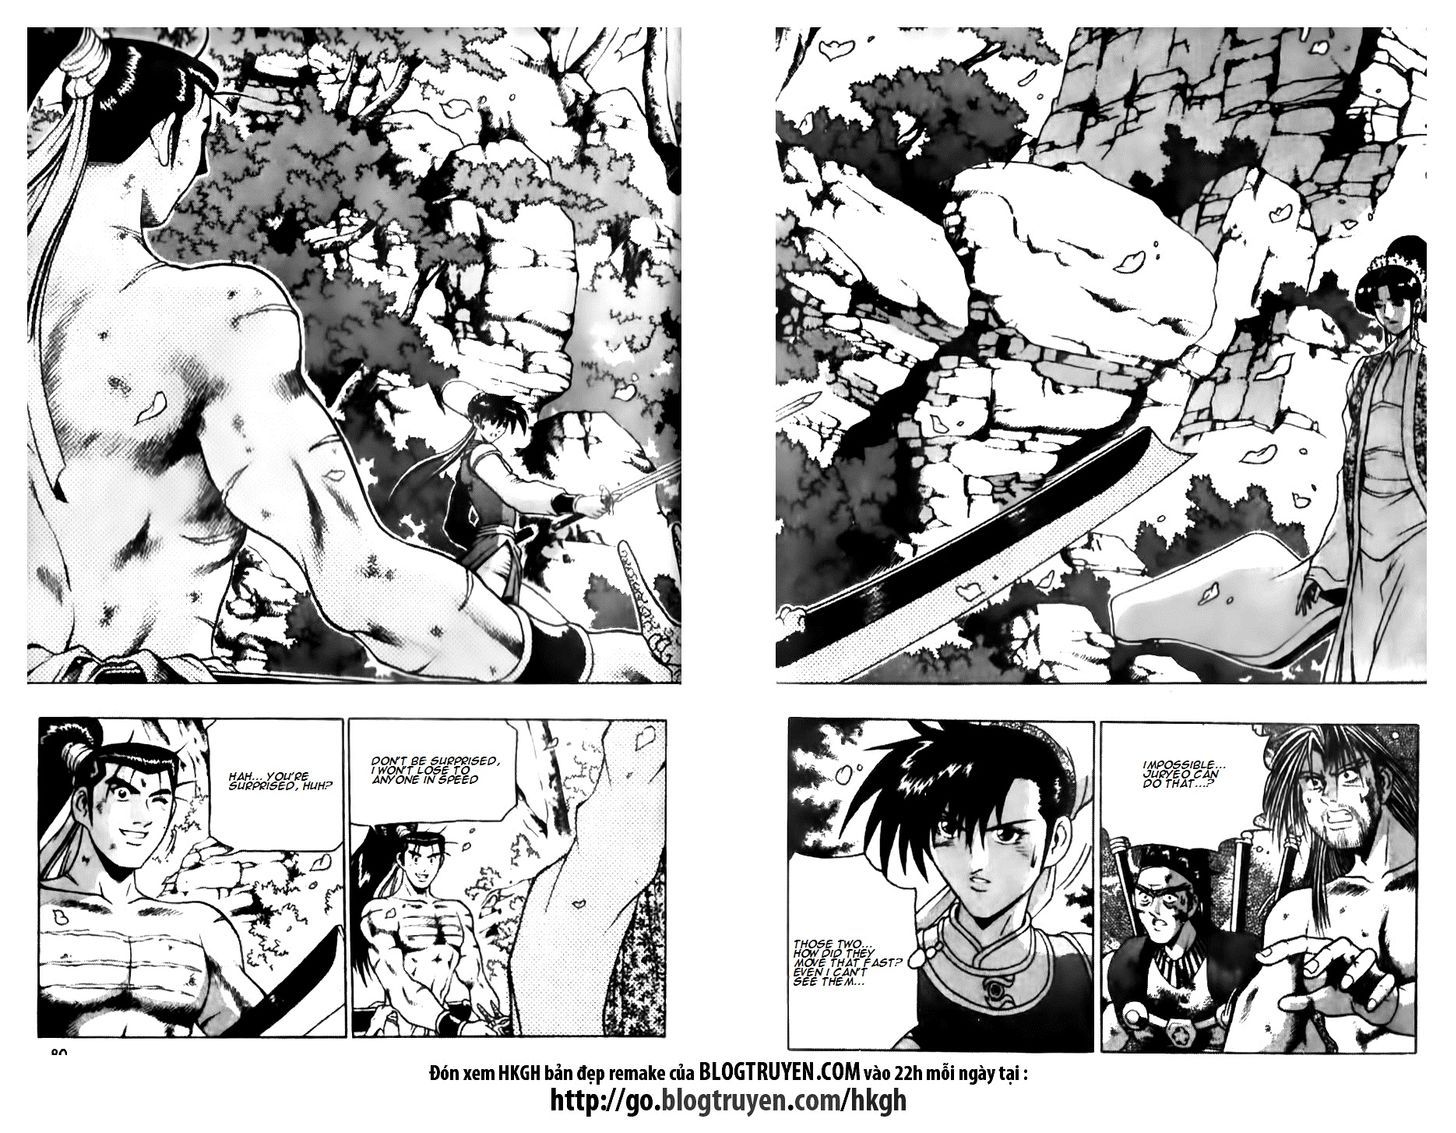 HAH... YOU'RE
SURPRISED, HUH?
DON'T BE SURPRISED,
I WON'T LOSE TO
ANYONE IN SPEED
THOSE TWO...
HOW DID THEY
MOVE THAT FAST?
EVEN I CAN'T
SEE THEM...
IMPOSSIBLE...
JURYEO CAN
DO THAT...?
80
Đón xem HKGH bản đẹp remake của BLOGTRUYEN.COM vào 22h mỗi ngày tại :
http://go.blogtruyen.com/hkgh